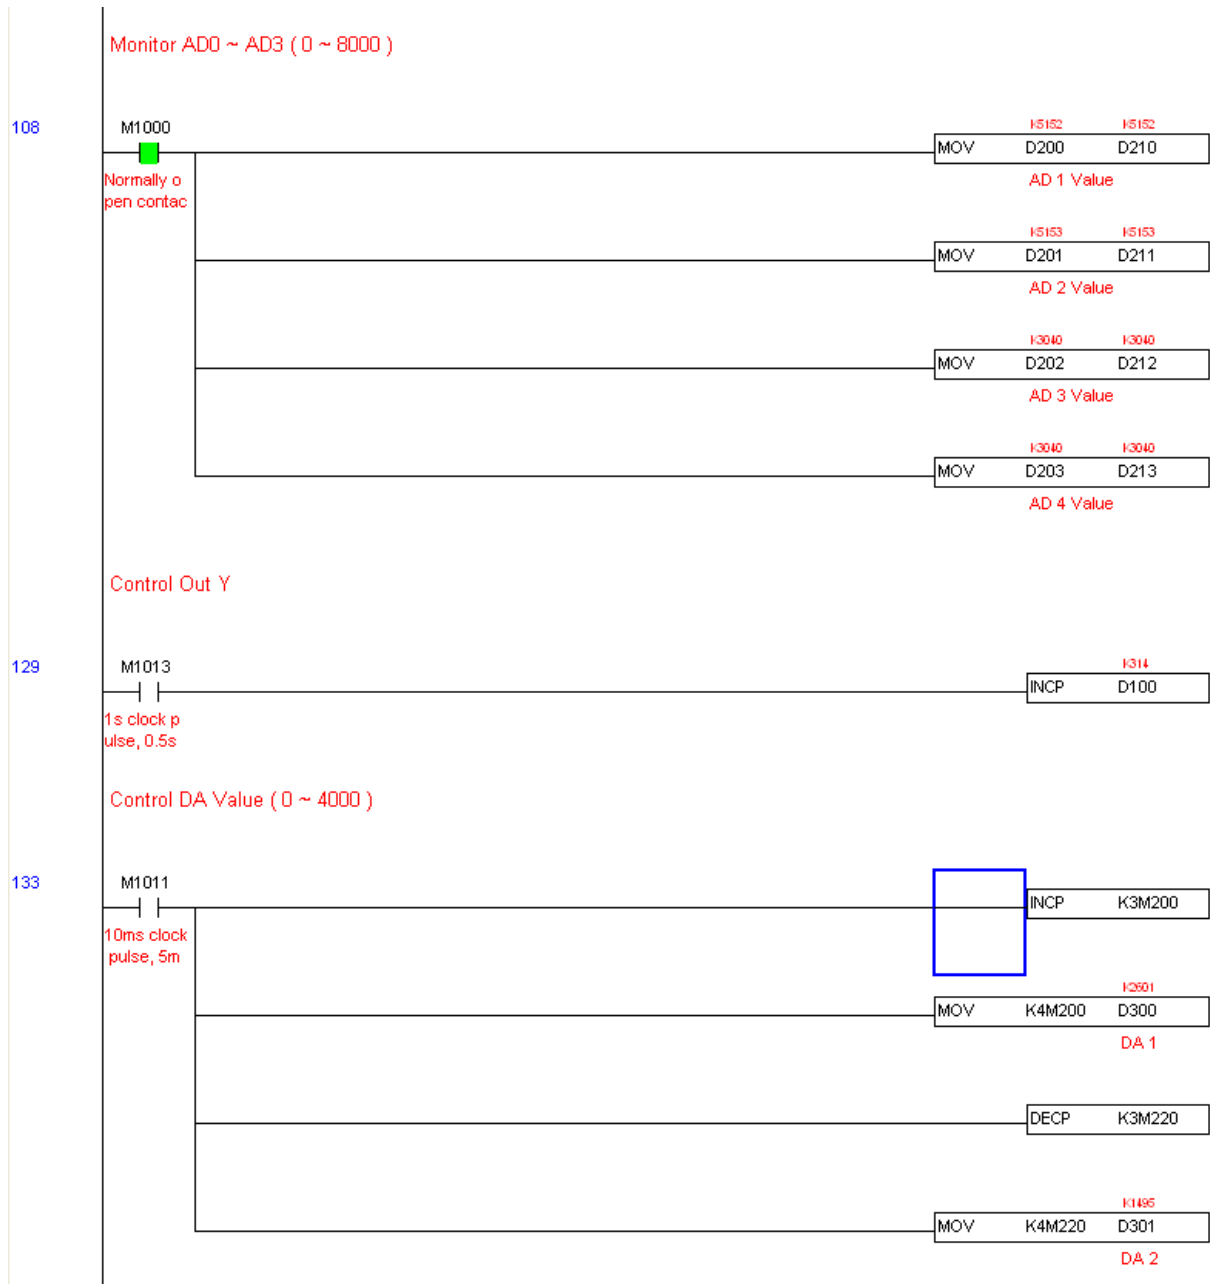 Monitor AD0 ~ AD3 ( 0 ~ 8000 )
108 M1000 K5152 K5152
MOV D200 D210
Normally o AD 1 Value
pen contac
K5153 K5153
MOV D201 D211
AD 2 Value
K3040 K3040
MOV D202 D212
AD 3 Value
K3040 K3040
MOV D203 D213
AD 4 Value
Control Out Y
129 M1013 K314
INCP D100
1s clock p
ulse, 0.5s
Control DA Value ( 0 ~ 4000 )
133 M1011
INCP K3M200
10ms clock
pulse, 5m
K2601
MOV K4M200 D300
DA 1
DECP K3M220
K1495
MOV K4M220 D301
DA 2